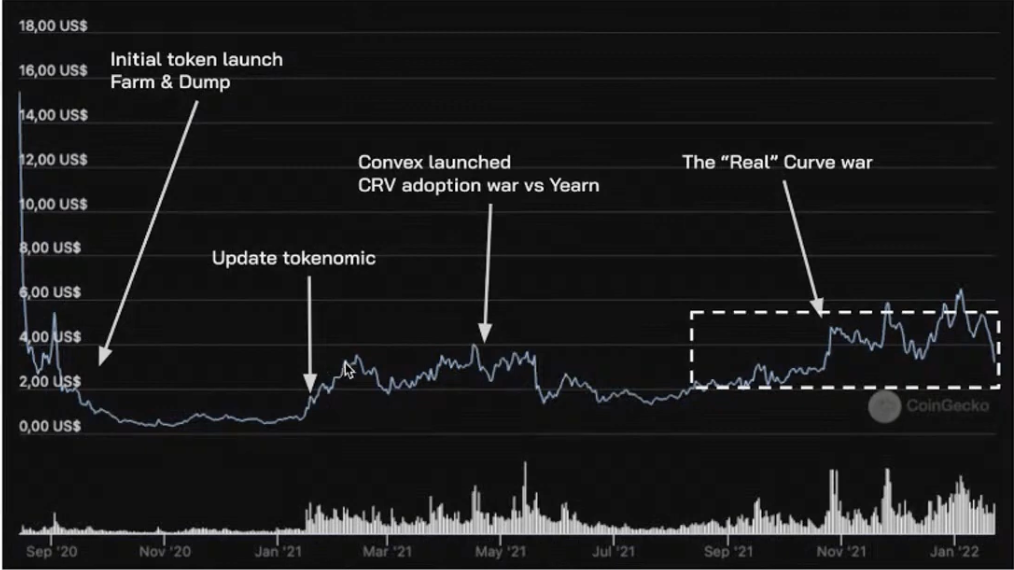 18,00 US$
Initial token launch
Farm & Dump
16,00 US$
14,00 US$
12,00 US$
Convex launched
CRV adoption war vs Yearn
The “Real” Curve war
10,00 US$
8,00 US$
Update tokenomic
6,00 US$
4,00 US$
2,00 US$
CoinGecko
0,00 US$
Sep '20 Nov '20 Jan '21 Mar '21 May '21 Jul '21 Sep '21 Nov '21 Jan '22